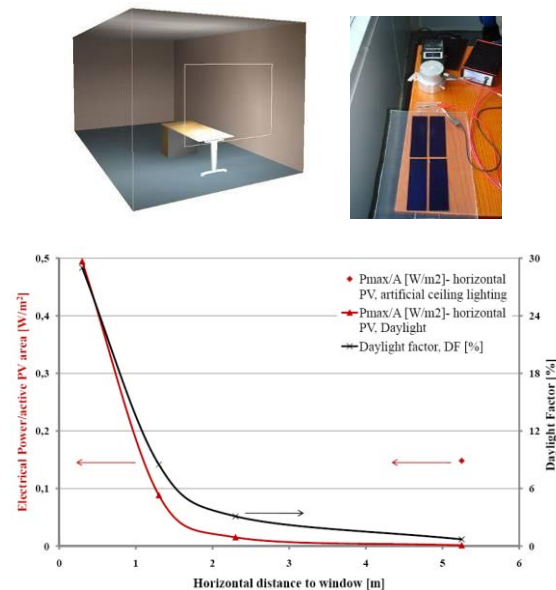 0,5
0,4
0,3
0,2
0,1
0
30
24
18
12
6
0
Electrical Power/active PV area [W/m²]
Daylight Factor [%]
Pmax/A [W/m2]- horizontal
PV, artificial ceiling lighting
Pmax/A [W/m2]- horizontal
PV, Daylight
Daylight factor, DF [%]
0 1 2 3 4 5 6
Horizontal distance to window [m]